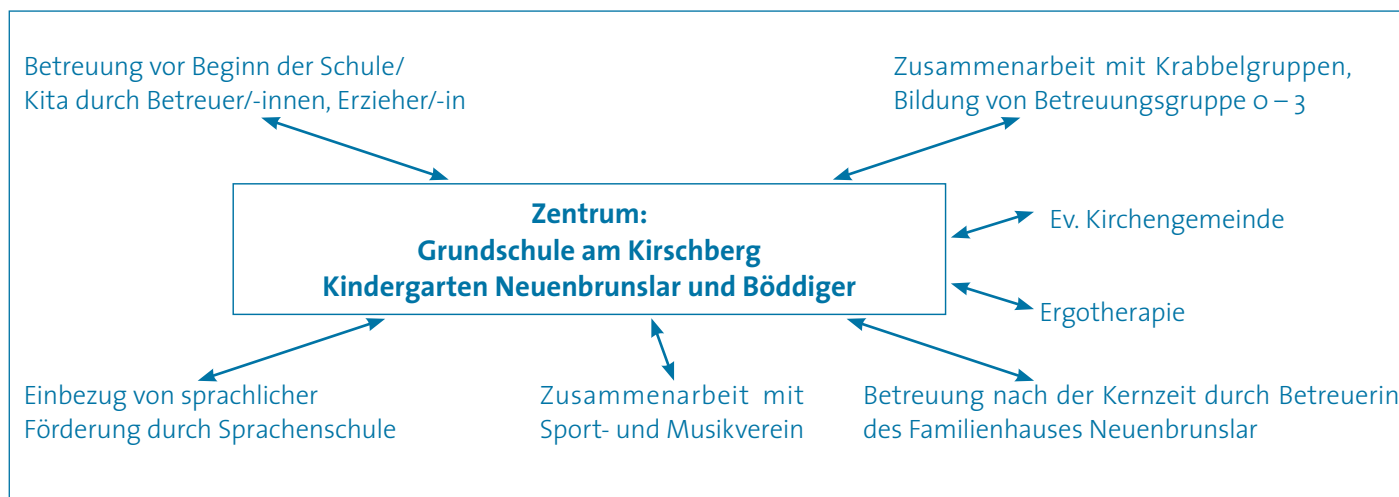 Betreuung vor Beginn der Schule/
Kita durch Betreuer/-innen, Erzieher/-in
Zusammenarbeit mit Krabbelgruppen,
Bildung von Betreuungsgruppe 0 – 3
Zentrum:
Grundschule am Kirschberg
Kindergarten Neuenbrunslar und Böddiger
Ev. Kirchengemeinde
Ergotherapie
Einbezug von sprachlicher
Förderung durch Sprachenschule
Zusammenarbeit mit
Sport- und Musikverein
Betreuung nach der Kernzeit durch Betreuerin
des Familienhauses Neuenbrunslar